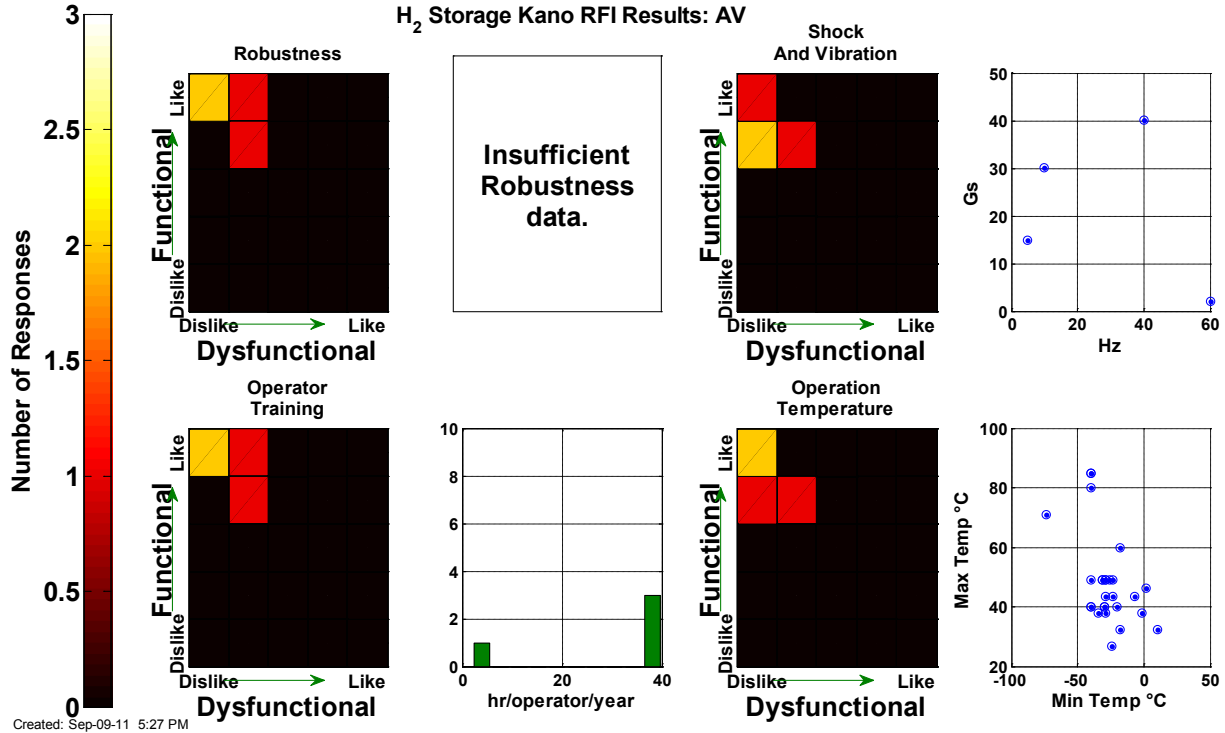 H2 Storage Kano RFI Results: AV
Number of Responses
3
2.5
2
1.5
1
0.5
0
Robustness
Functional
Like
Dislike
Dislike
Like
Dysfunctional
Insufficient
Robustness
data.
Shock
And Vibration
Functional
Like
Dislike
Dislike
Like
Dysfunctional
Gs
50
40
30
20
10
0
0
20
40
60
Hz
Operator
Training
Functional
Like
Dislike
Dislike
Like
Dysfunctional
10
8
6
4
2
0
0
20
40
hr/operator/year
Operation
Temperature
Functional
Like
Dislike
Dislike
Like
Dysfunctional
Max Temp °C
100
80
60
40
20
-100
-50
0
50
Min Temp °C
Created: Sep-09-11 5:27 PM